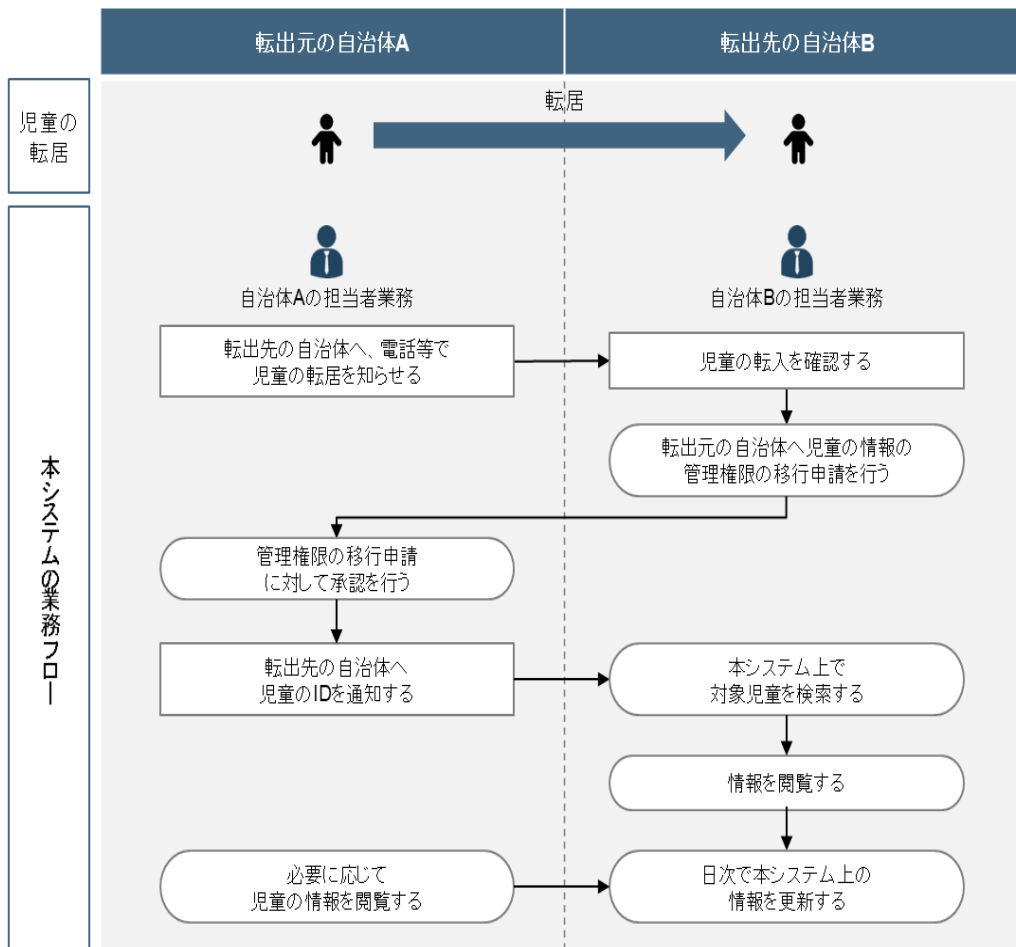 転出元の自治体A
転出先の自治体B
児童の
転居
転居
本システムの業務フロー
自治体Aの担当者業務
自治体Bの担当者業務
転出先の自治体へ、電話等で
児童の転居を知らせる
児童の転入を確認する
転出元の自治体へ児童の情報の
管理権限の移行申請を行う
管理権限の移行申請
に対して承認を行う
転出先の自治体へ
児童のIDを通知する
本システム上で
対象児童を検索する
情報を閲覧する
必要に応じて
児童の情報を閲覧する
日次で本システム上の
情報を更新する